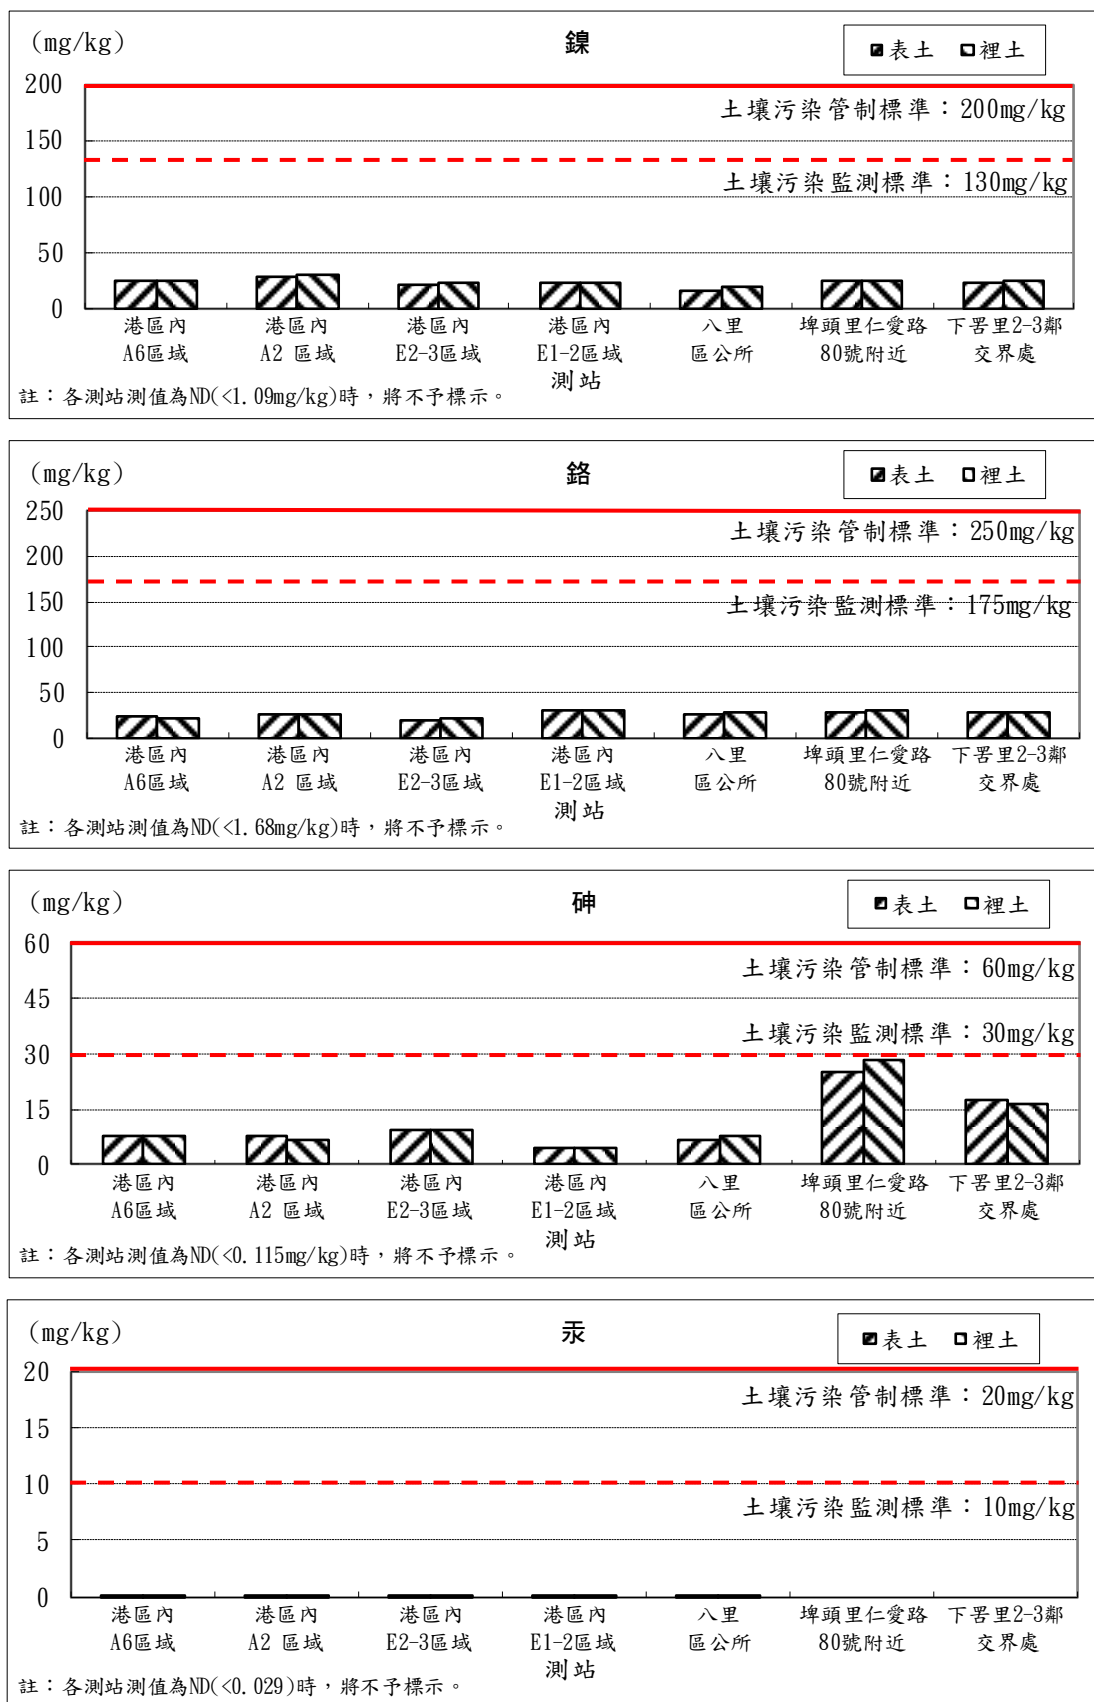 (mg/kg)
鎳
表土 裡土
200
150
100
50
0
土壤污染管制標準：200mg/kg
土壤污染監測標準：130mg/kg
港區內 港區內 港區內 港區內 八里 埤頭里仁愛路 下罟里2-3鄰
A6區域 A2 區域 E2-3區域 E1-2區域 區公所 80號附近 交界處
測站
註：各測站測值為ND(<1.09mg/kg)時，將不予標示。
(mg/kg)
鉻
表土 裡土
250
200
150
100
50
0
土壤污染管制標準：250mg/kg
土壤污染監測標準：175mg/kg
港區內 港區內 港區內 港區內 八里 埤頭里仁愛路 下罟里2-3鄰
A6區域 A2 區域 E2-3區域 E1-2區域 區公所 80號附近 交界處
測站
註：各測站測值為ND(<1.68mg/kg)時，將不予標示。
(mg/kg)
砷
表土 裡土
60
45
30
15
0
土壤污染管制標準：60mg/kg
土壤污染監測標準：30mg/kg
港區內 港區內 港區內 港區內 八里 埤頭里仁愛路 下罟里2-3鄰
A6區域 A2 區域 E2-3區域 E1-2區域 區公所 80號附近 交界處
測站
註：各測站測值為ND(<0.115mg/kg)時，將不予標示。
(mg/kg)
汞
表土 裡土
20
15
10
5
0
土壤污染管制標準：20mg/kg
土壤污染監測標準：10mg/kg
港區內 港區內 港區內 港區內 八里 埤頭里仁愛路 下罟里2-3鄰
A6區域 A2 區域 E2-3區域 E1-2區域 區公所 80號附近 交界處
測站
註：各測站測值為ND(<0.029)時，將不予標示。